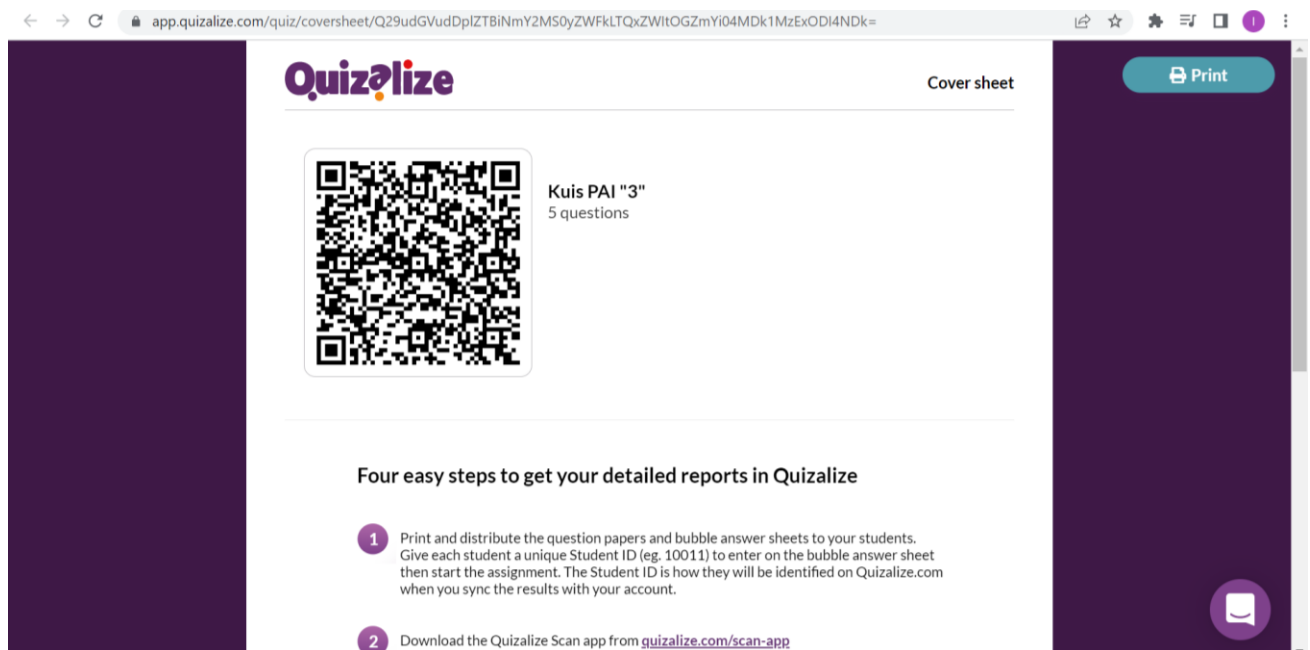 app.quizalize.com/quiz/coversheet/Q29udGVudDplZTBiNmY2MS0yZWFkLTQxZWItOGZmYi04MDk1MzExODI4NDk=
Quizalize
Cover sheet
Print
Kuis PAI "3"
5 questions
Four easy steps to get your detailed reports in Quizalize
1 Print and distribute the question papers and bubble answer sheets to your students.
Give each student a unique Student ID (eg. 10011) to enter on the bubble answer sheet
then start the assignment. The Student ID is how they will be identified on Quizalize.com
when you sync the results with your account.
2 Download the Quizalize Scan app from quizalize.com/scan-app